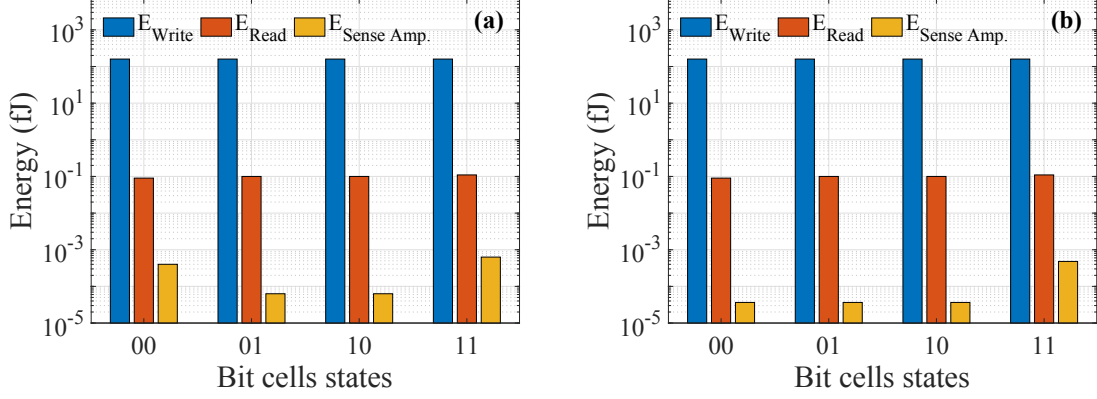 E_Write E_Read E_Sense Amp. (a)
Energy (fJ)
10^3
10^1
10^-1
10^-3
10^-5
00 01 10 11
Bit cells states
E_Write E_Read E_Sense Amp. (b)
Energy (fJ)
10^3
10^1
10^-1
10^-3
10^-5
00 01 10 11
Bit cells states